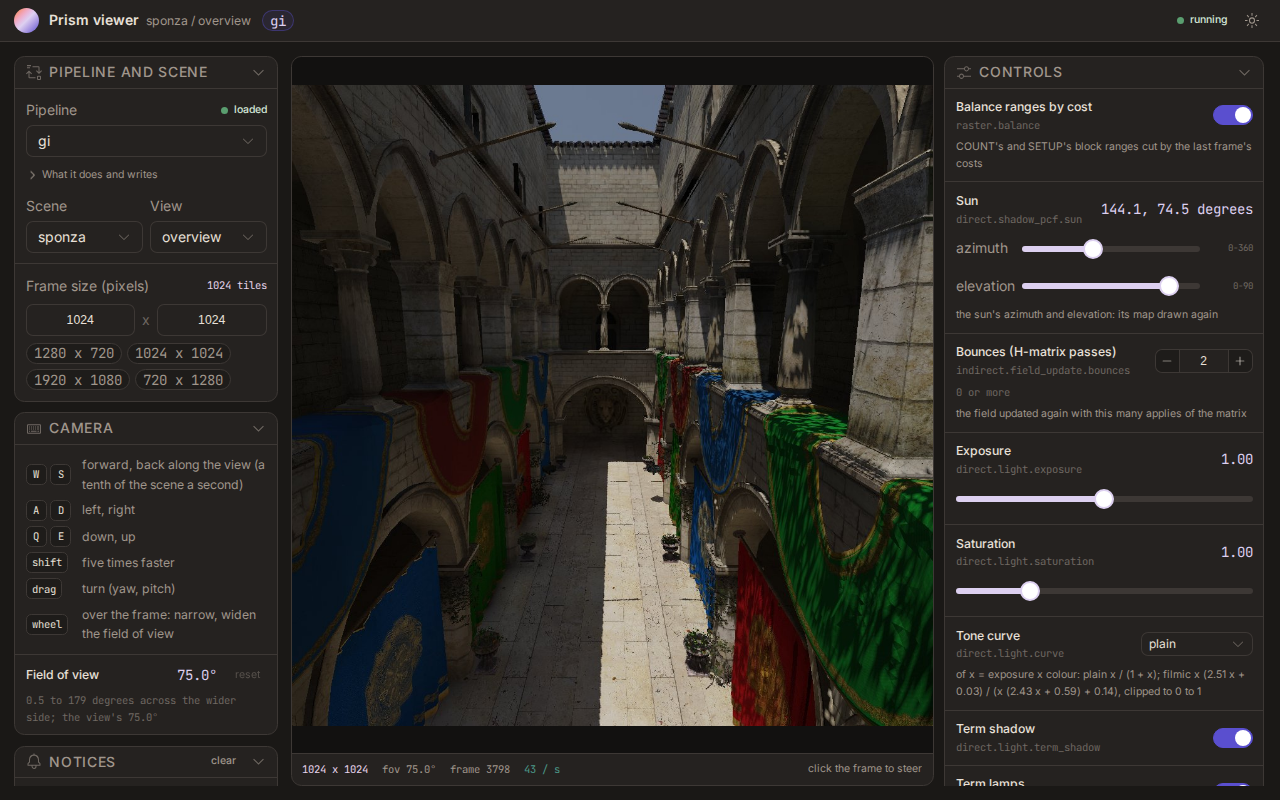 Prism viewer sponza / overview gi
running
PIPELINE AND SCENE
Pipeline
loaded
gi
What it does and writes
Scene View
sponza overview
Frame size (pixels) 1024 tiles
1024 x 1024
1280 x 720 1024 x 1024
1920 x 1080 720 x 1280
CAMERA
W S forward, back along the view (a
tenth of the scene a second)
A D left, right
Q E down, up
shift five times faster
drag turn (yaw, pitch)
wheel over the frame: narrow, widen
the field of view
Field of view 75.0° reset
0.5 to 179 degrees across the wider
side; the view's 75.0°
NOTICES clear
1024 x 1024 fov 75.0° frame 3798 43 / s
click the frame to steer
CONTROLS
Balance ranges by cost
raster.balance
COUNT's and SETUP's block ranges cut by the last frame's
costs
Sun
direct.shadow_pcf.sun
144.1, 74.5 degrees
azimuth 0-360
elevation 0-90
the sun's azimuth and elevation: its map drawn again
Bounces (H-matrix passes)
indirect.field_update.bounces
2
0 or more
the field updated again with this many applies of the matrix
Exposure
direct.light.exposure
1.00
Saturation
direct.light.saturation
1.00
Tone curve
direct.light.curve
plain
of x = exposure x colour: plain x / (1 + x); filmic x (2.51 x +
0.03) / (x (2.43 x + 0.59) + 0.14), clipped to 0 to 1
Term shadow
direct.light.term_shadow
Term lamps